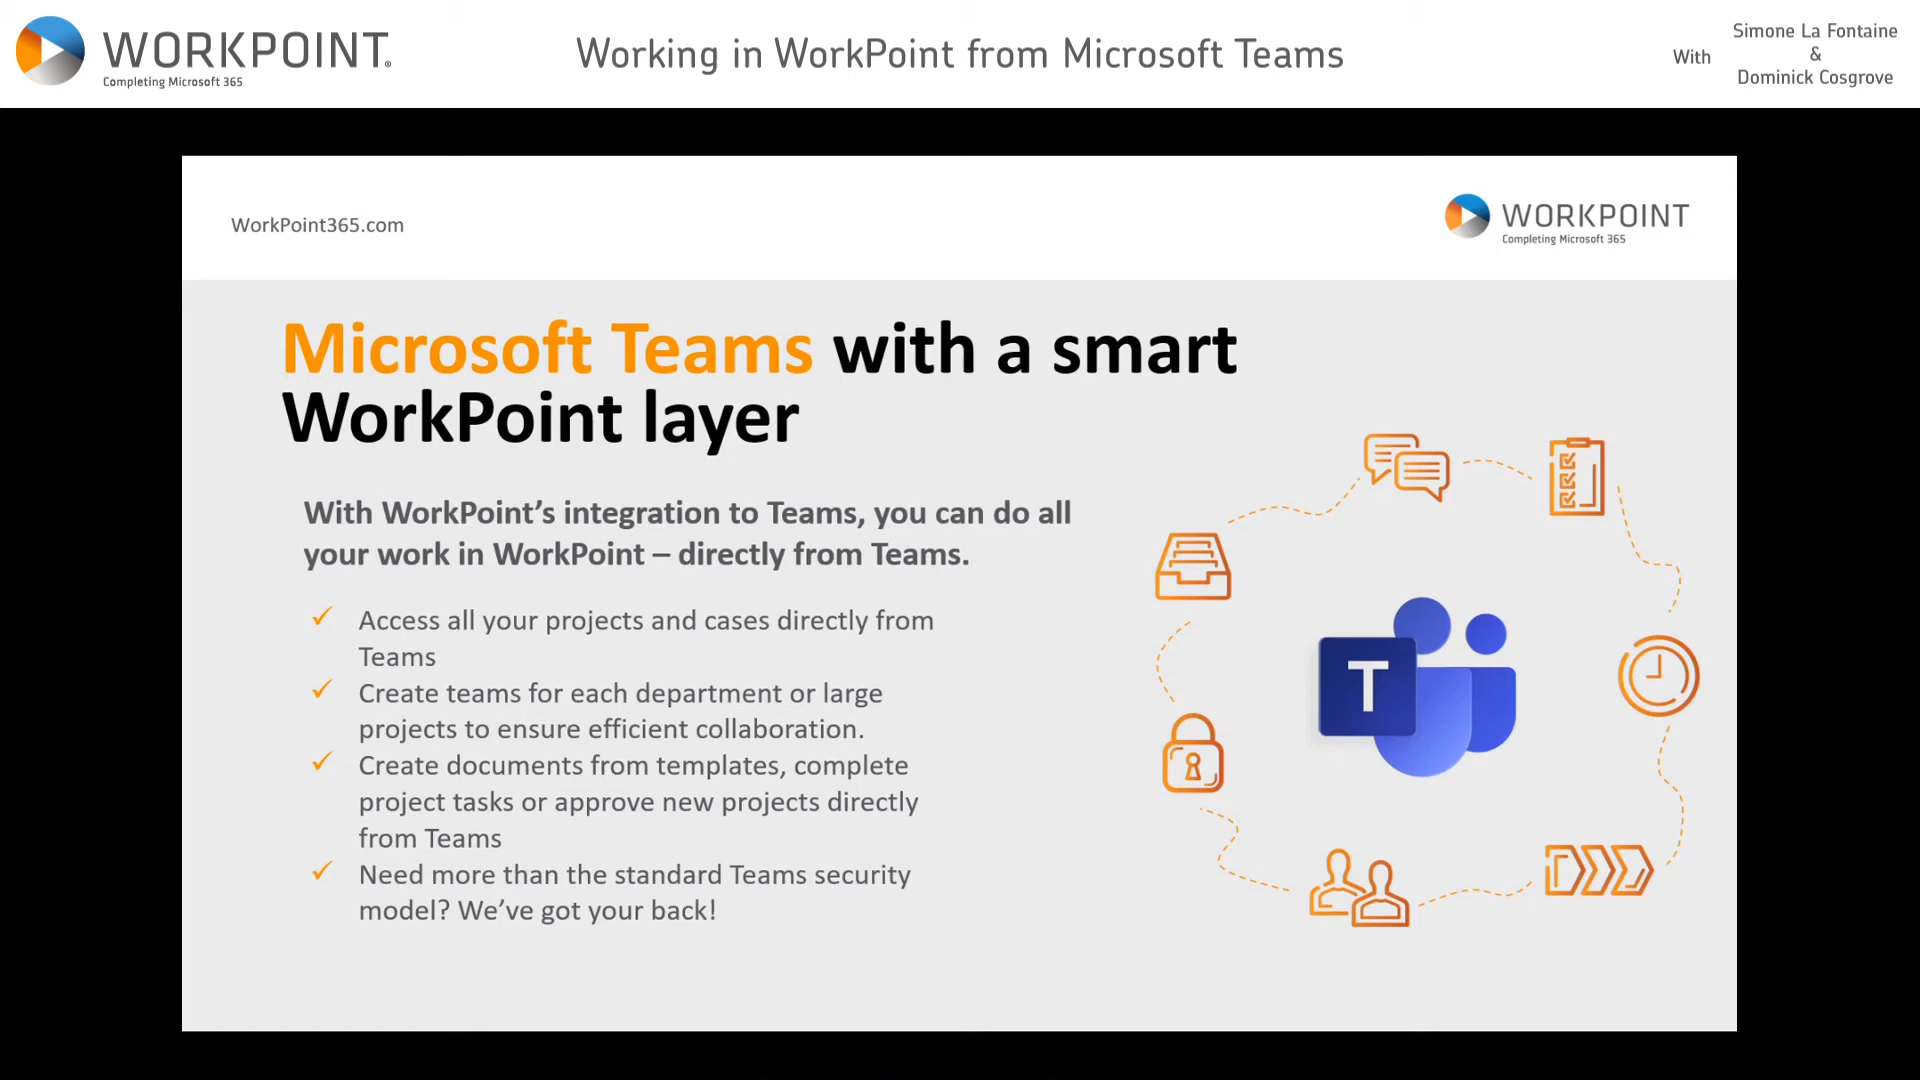 WORKPOINT®
Completing Microsoft 365
Working in WorkPoint from Microsoft Teams
With
Simone La Fontaine
&
Dominick Cosgrove
WorkPoint365.com
WORKPOINT
Completing Microsoft 365
Microsoft Teams with a smart
WorkPoint layer
With WorkPoint’s integration to Teams, you can do all
your work in WorkPoint – directly from Teams.
✓ Access all your projects and cases directly from
Teams
✓ Create teams for each department or large
projects to ensure efficient collaboration.
✓ Create documents from templates, complete
project tasks or approve new projects directly
from Teams
✓ Need more than the standard Teams security
model? We’ve got your back!
T